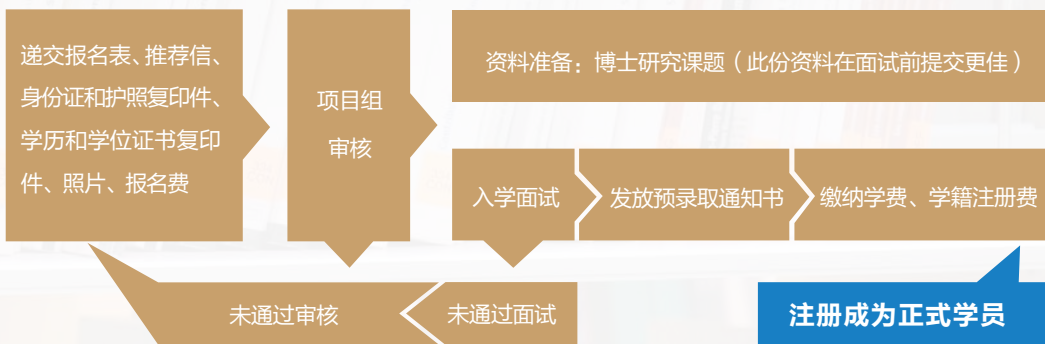 递交报名表、推荐信、
身份证和护照复印件、
学历和学位证书复印
件、照片、报名费
项目组
审核
资料准备：博士研究课题（此份资料在面试前提交更佳）
入学面试
发放预录取通知书
缴纳学费、学籍注册费
未通过审核
未通过面试
注册成为正式学员